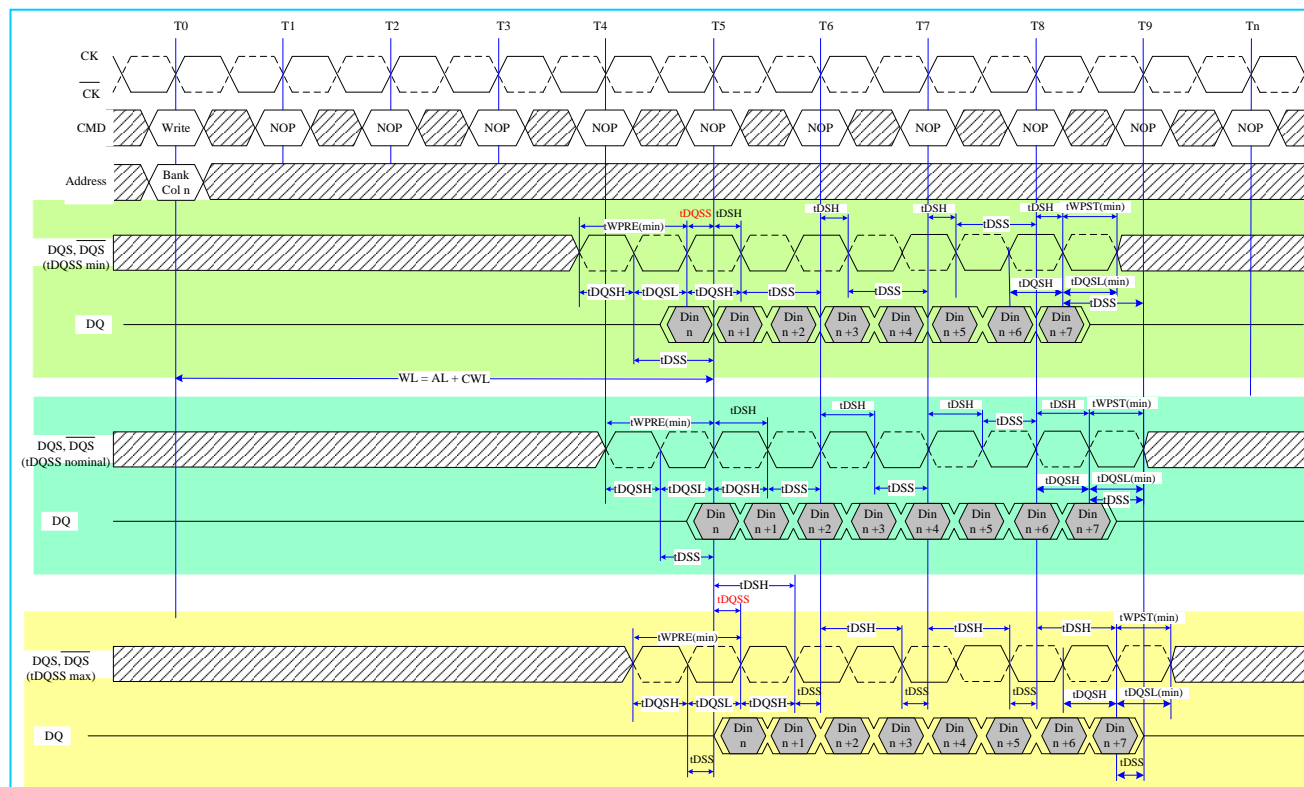 T0 T1 T2 T3 T4 T5 T6 T7 T8 T9 Tn
CK
CK
CMD Write NOP NOP NOP NOP NOP NOP NOP NOP NOP NOP
Address Bank
Col n
tDQSS tDSH tDSH tDSH tDSH tWPST(min)
tWPRE(min) tDSS
DQS, DQS
(tDQSS min)
tDQSH tDQSL tDQSH tDSS tDSS tDQSH tDQSL(min)
tDSS
DQ Din Din Din Din Din Din Din Din
n n +1 n +2 n +3 n +4 n +5 n +6 n +7
tDSS
WL = AL + CWL
tDSH tDSH tDSH tDSH tWPST(min)
tWPRE(min) tDSS
DQS, DQS
(tDQSS nominal)
tDQSH tDQSL tDQSH tDSS tDSS tDQSH tDQSL(min)
tDSS
DQ Din Din Din Din Din Din Din Din
n n +1 n +2 n +3 n +4 n +5 n +6 n +7
tDSS
tDSH
tDQSS
tWPRE(min) tDSH tDSH tDSH tWPST(min)
DQS, DQS
(tDQSS max)
tDQSH tDQSL tDQSH tDSS tDSS tDSS tDQSH tDQSL(min)
DQ Din Din Din Din Din Din Din Din
n n +1 n +2 n +3 n +4 n +5 n +6 n +7
tDSS tDSS